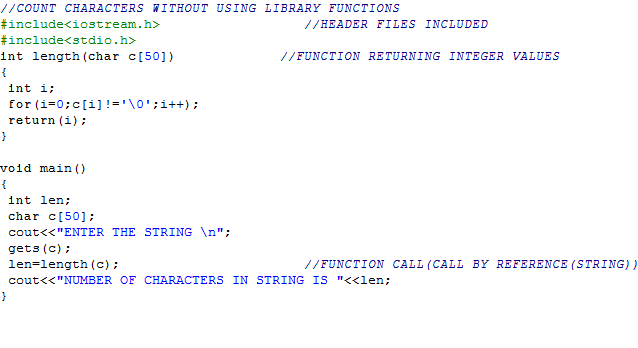 //COUNT CHARACTERS WITHOUT USING LIBRARY FUNCTIONS
#include<iostream.h>                  //HEADER FILES INCLUDED
#include<stdio.h>
int length(char c[50])             //FUNCTION RETURNING INTEGER VALUES
{
 int i;
 for(i=0;c[i]!='\0';i++);
 return(i);
}

void main()
{
 int len;
 char c[50];
 cout<<"ENTER THE STRING \n";
 gets(c);
 len=length(c);                       //FUNCTION CALL(CALL BY REFERENCE(STRING))
 cout<<"NUMBER OF CHARACTERS IN STRING IS "<<len;
}